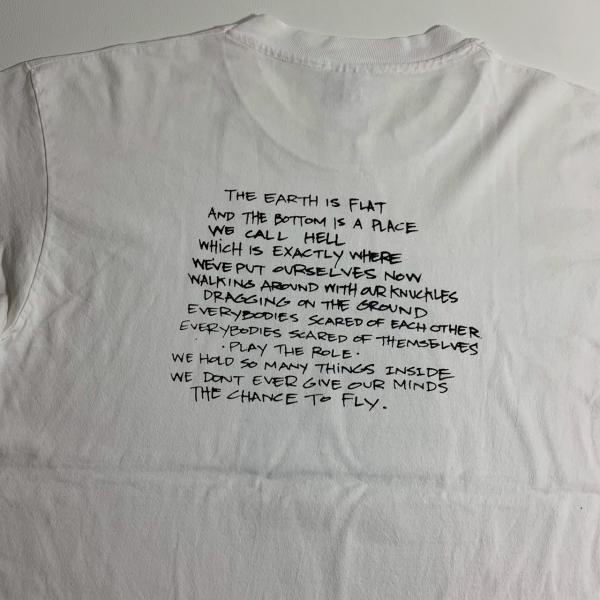 THE EARTH IS FLAT
AND THE BOTTOM IS A PLACE
WE CALL HELL
WHICH IS EXACTLY WHERE
WE'VE PUT OURSELVES NOW
WALKING AROUND WITH OUR KNUCKLES
DRAGGING ON THE GROUND
EVERYBODIES SCARED OF EACH OTHER
EVERYBODIES SCARED OF THEMSELVES
· PLAY THE ROLE ·
WE HOLD SO MANY THINGS INSIDE
WE DONT EVER GIVE OUR MINDS
THE CHANCE TO FLY.